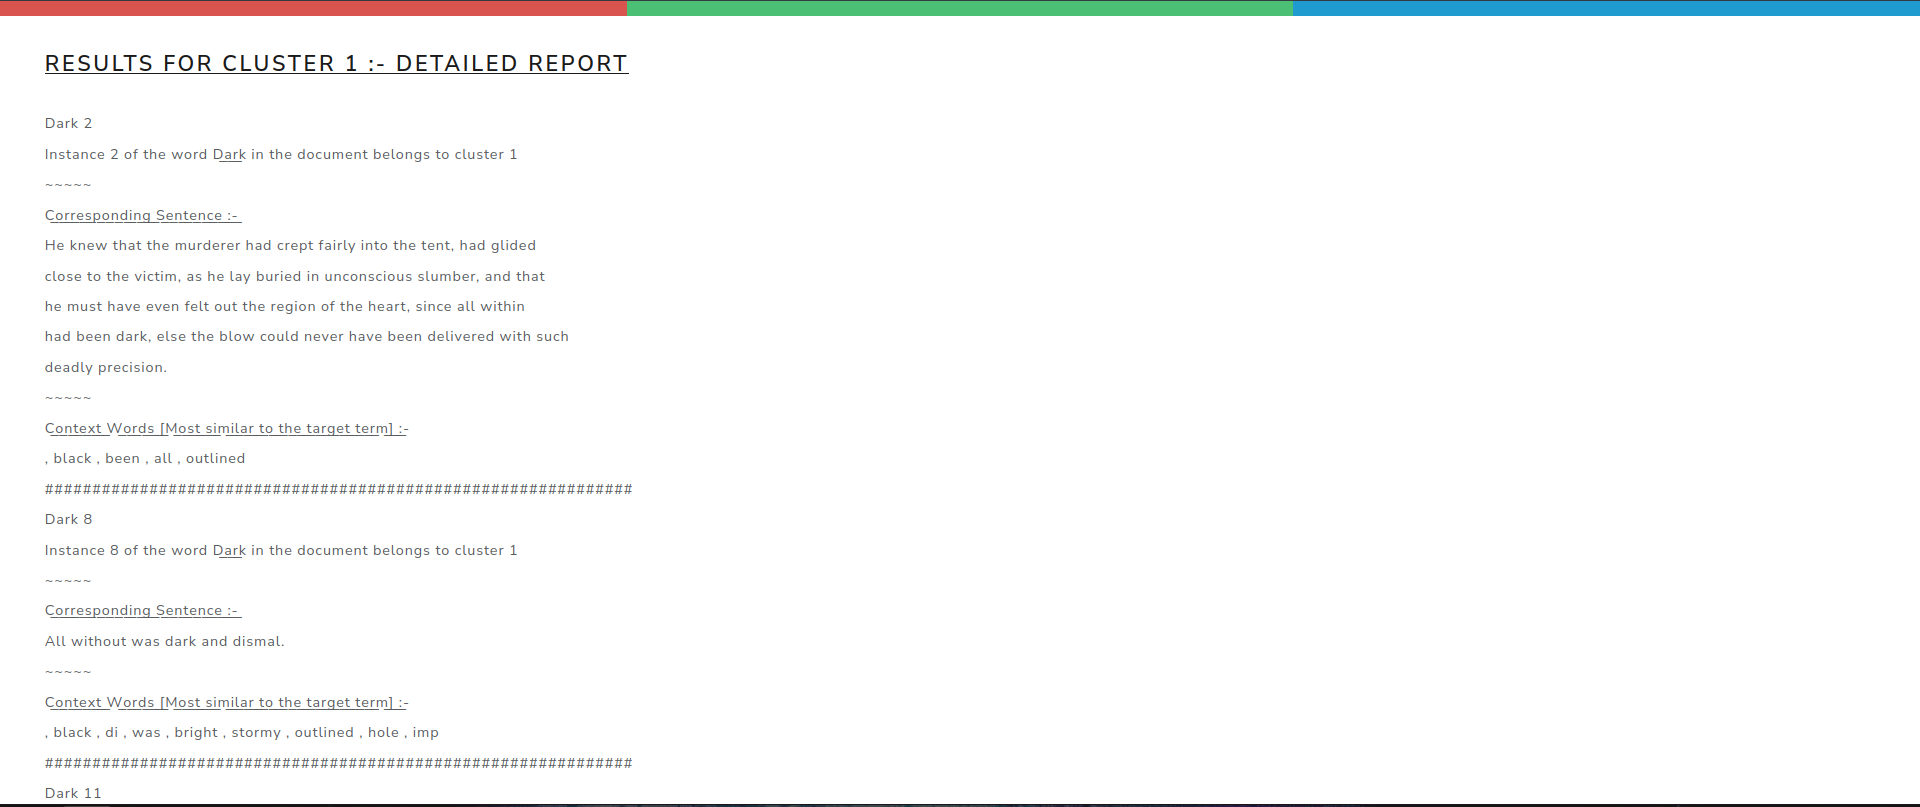 RESULTS FOR CLUSTER 1 :- DETAILED REPORT
Dark 2
Instance 2 of the word Dark in the document belongs to cluster 1
~~~~~
Corresponding Sentence :-
He knew that the murderer had crept fairly into the tent, had glided
close to the victim, as he lay buried in unconscious slumber, and that
he must have even felt out the region of the heart, since all within
had been dark, else the blow could never have been delivered with such
deadly precision.
~~~~~
Context Words [Most similar to the target term] :-
, black , been , all , outlined
##############################################################
Dark 8
Instance 8 of the word Dark in the document belongs to cluster 1
~~~~~
Corresponding Sentence :-
All without was dark and dismal.
~~~~~
Context Words [Most similar to the target term] :-
, black , di , was , bright , stormy , outlined , hole , imp
##############################################################
Dark 11